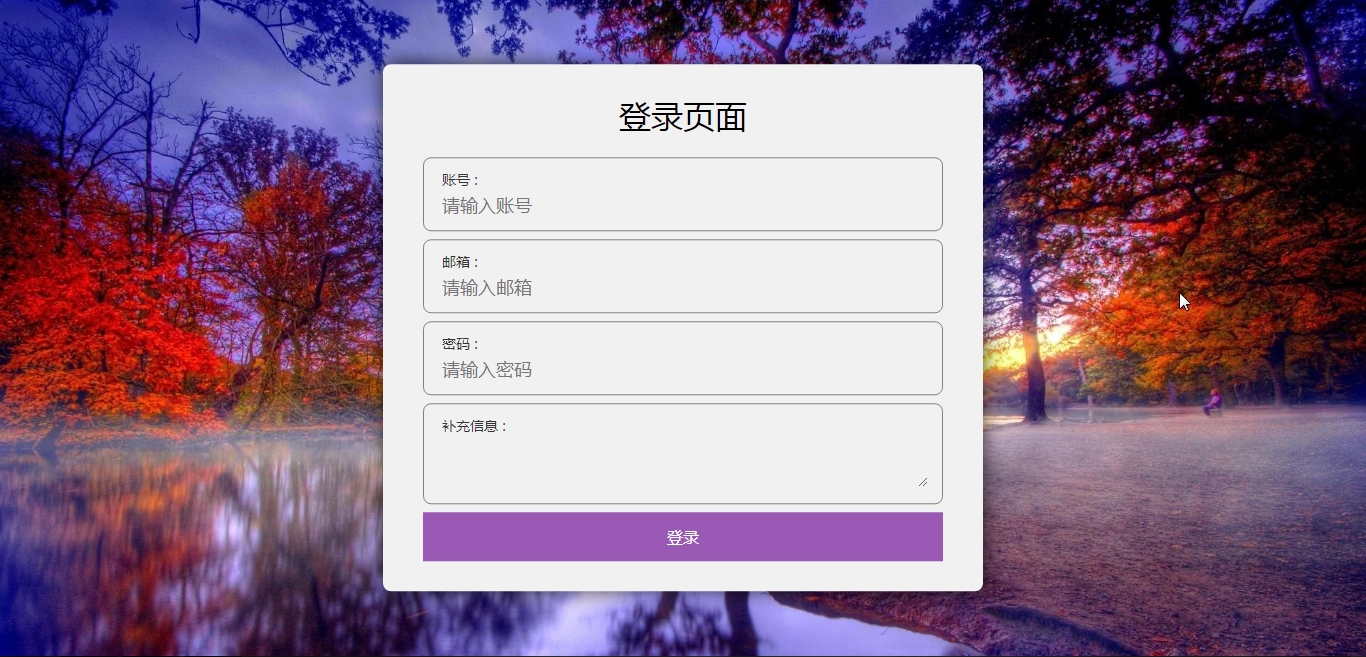 登录页面
账号 :
请输入账号
邮箱 :
请输入邮箱
密码 :
请输入密码
补充信息 :
登录